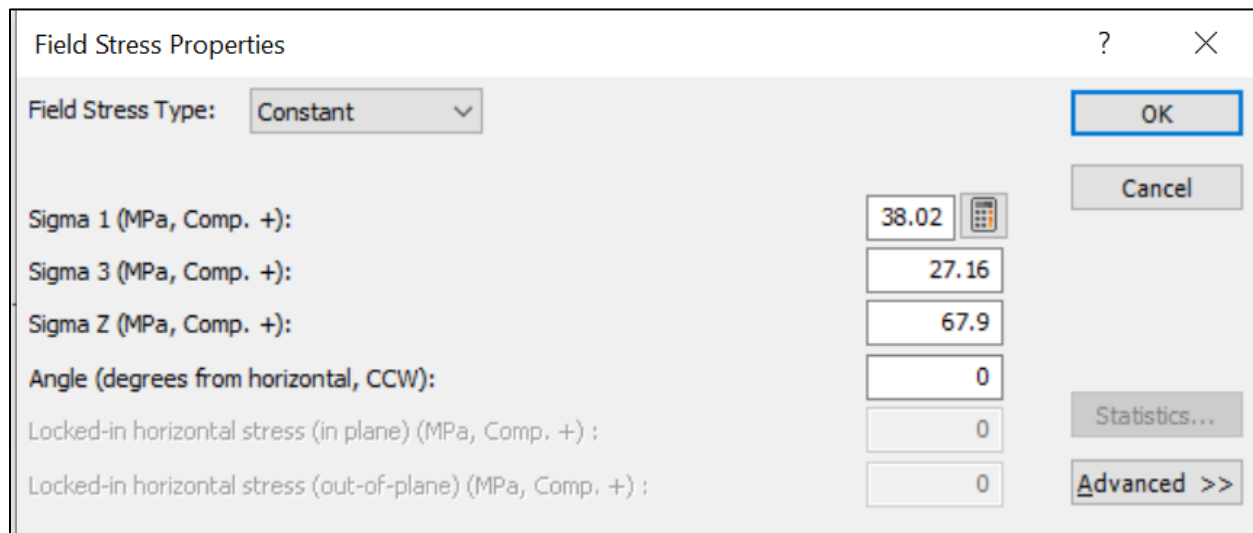 Field Stress Properties ?
Field Stress Type: Constant OK
Cancel
Sigma 1 (MPa, Comp. +): 38.02
Sigma 3 (MPa, Comp. +): 27.16
Sigma Z (MPa, Comp. +): 67.9
Angle (degrees from horizontal, CCW): 0
Locked-in horizontal stress (in plane) (MPa, Comp. +) : 0
Statistics...
Locked-in horizontal stress (out-of-plane) (MPa, Comp. +) : 0
Advanced >>